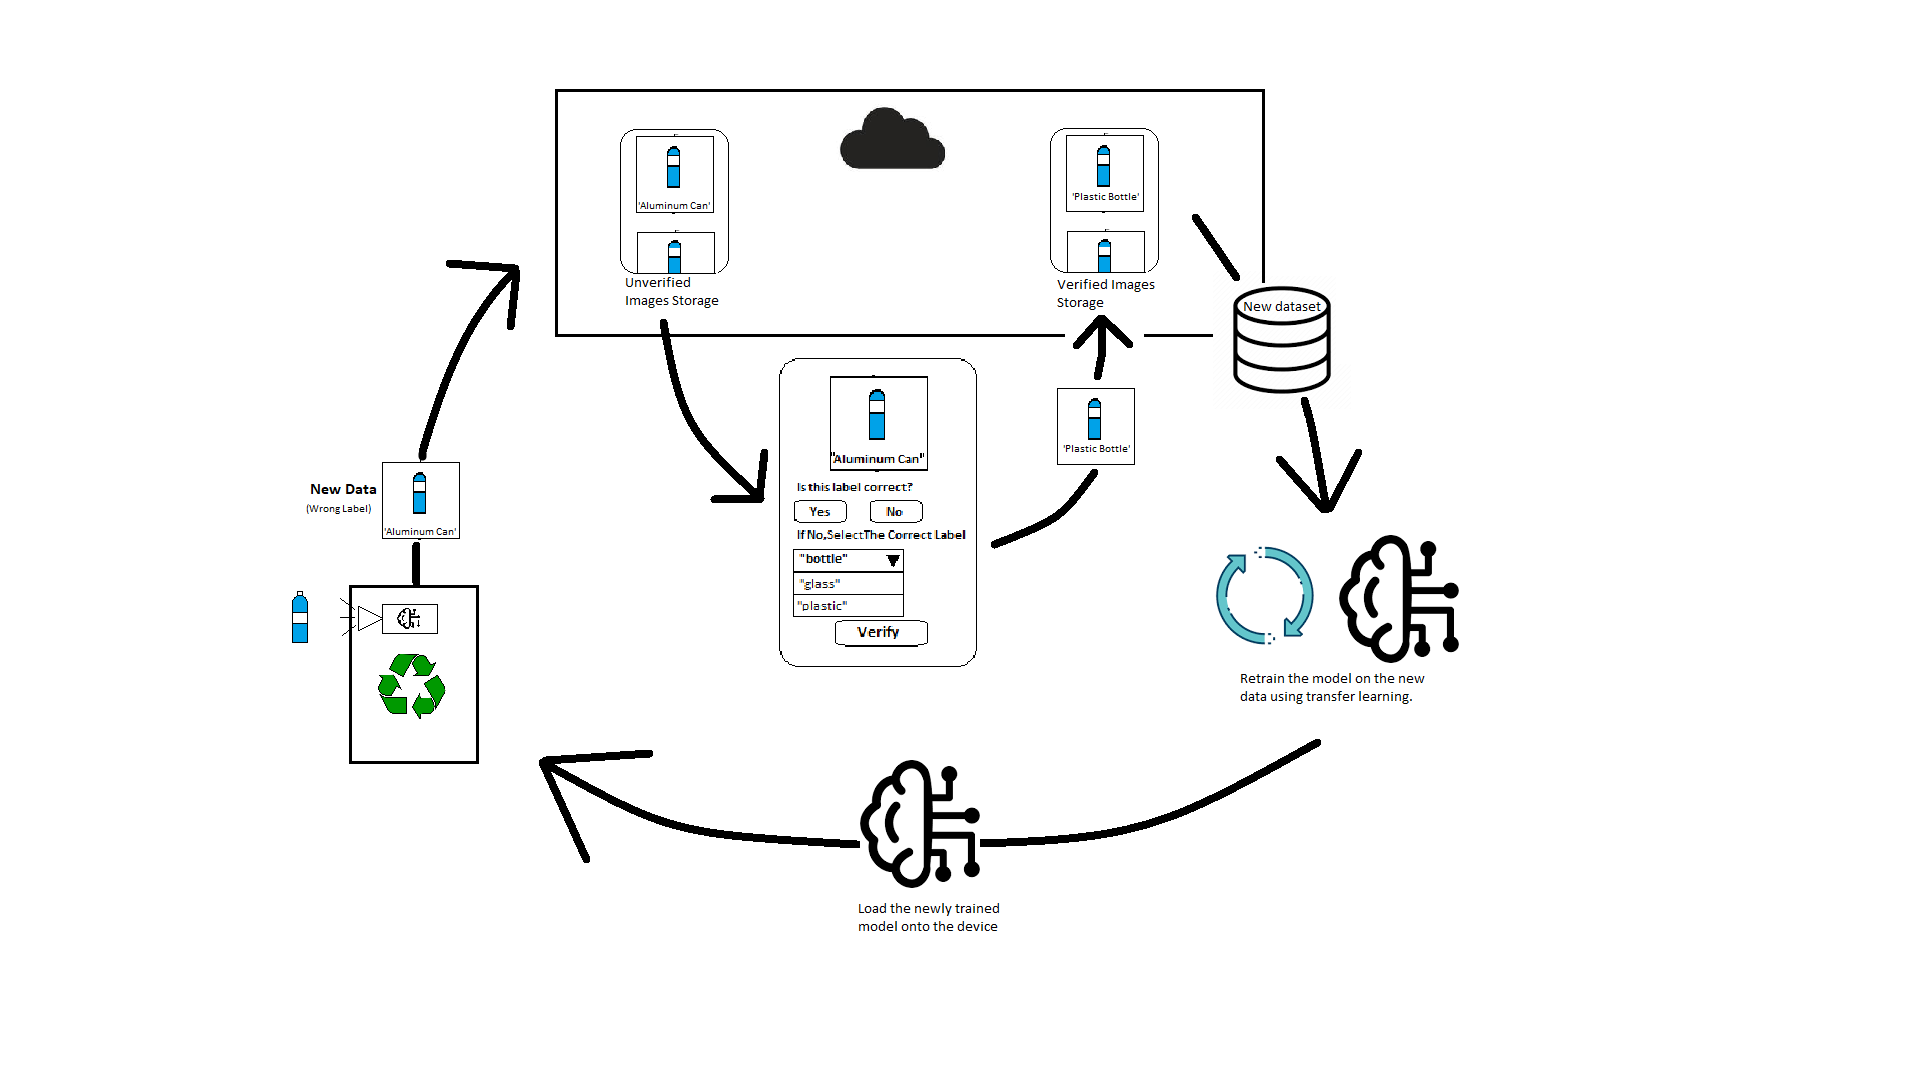 'Aluminum Can'
Unverified
Images Storage
'Plastic Bottle'
Verified Images
Storage
New dataset
"Aluminum Can"
Is this label correct?
Yes
No
If No,Select The Correct Label
"bottle"
"glass"
"plastic"
Verify
'Plastic Bottle'
New Data
(Wrong Label)
'Aluminum Can'
Retrain the model on the new
data using transfer learning.
Load the newly trained
model onto the device